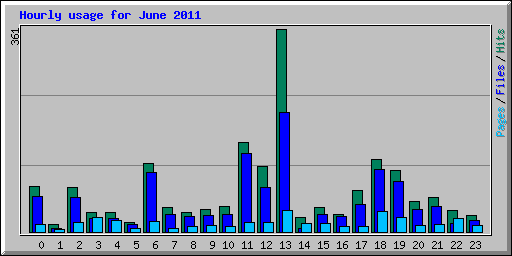 Hourly usage for June 2011
361
Pages / Files / Hits
0 1 2 3 4 5 6 7 8 9 10 11 12 13 14 15 16 17 18 19 20 21 22 23